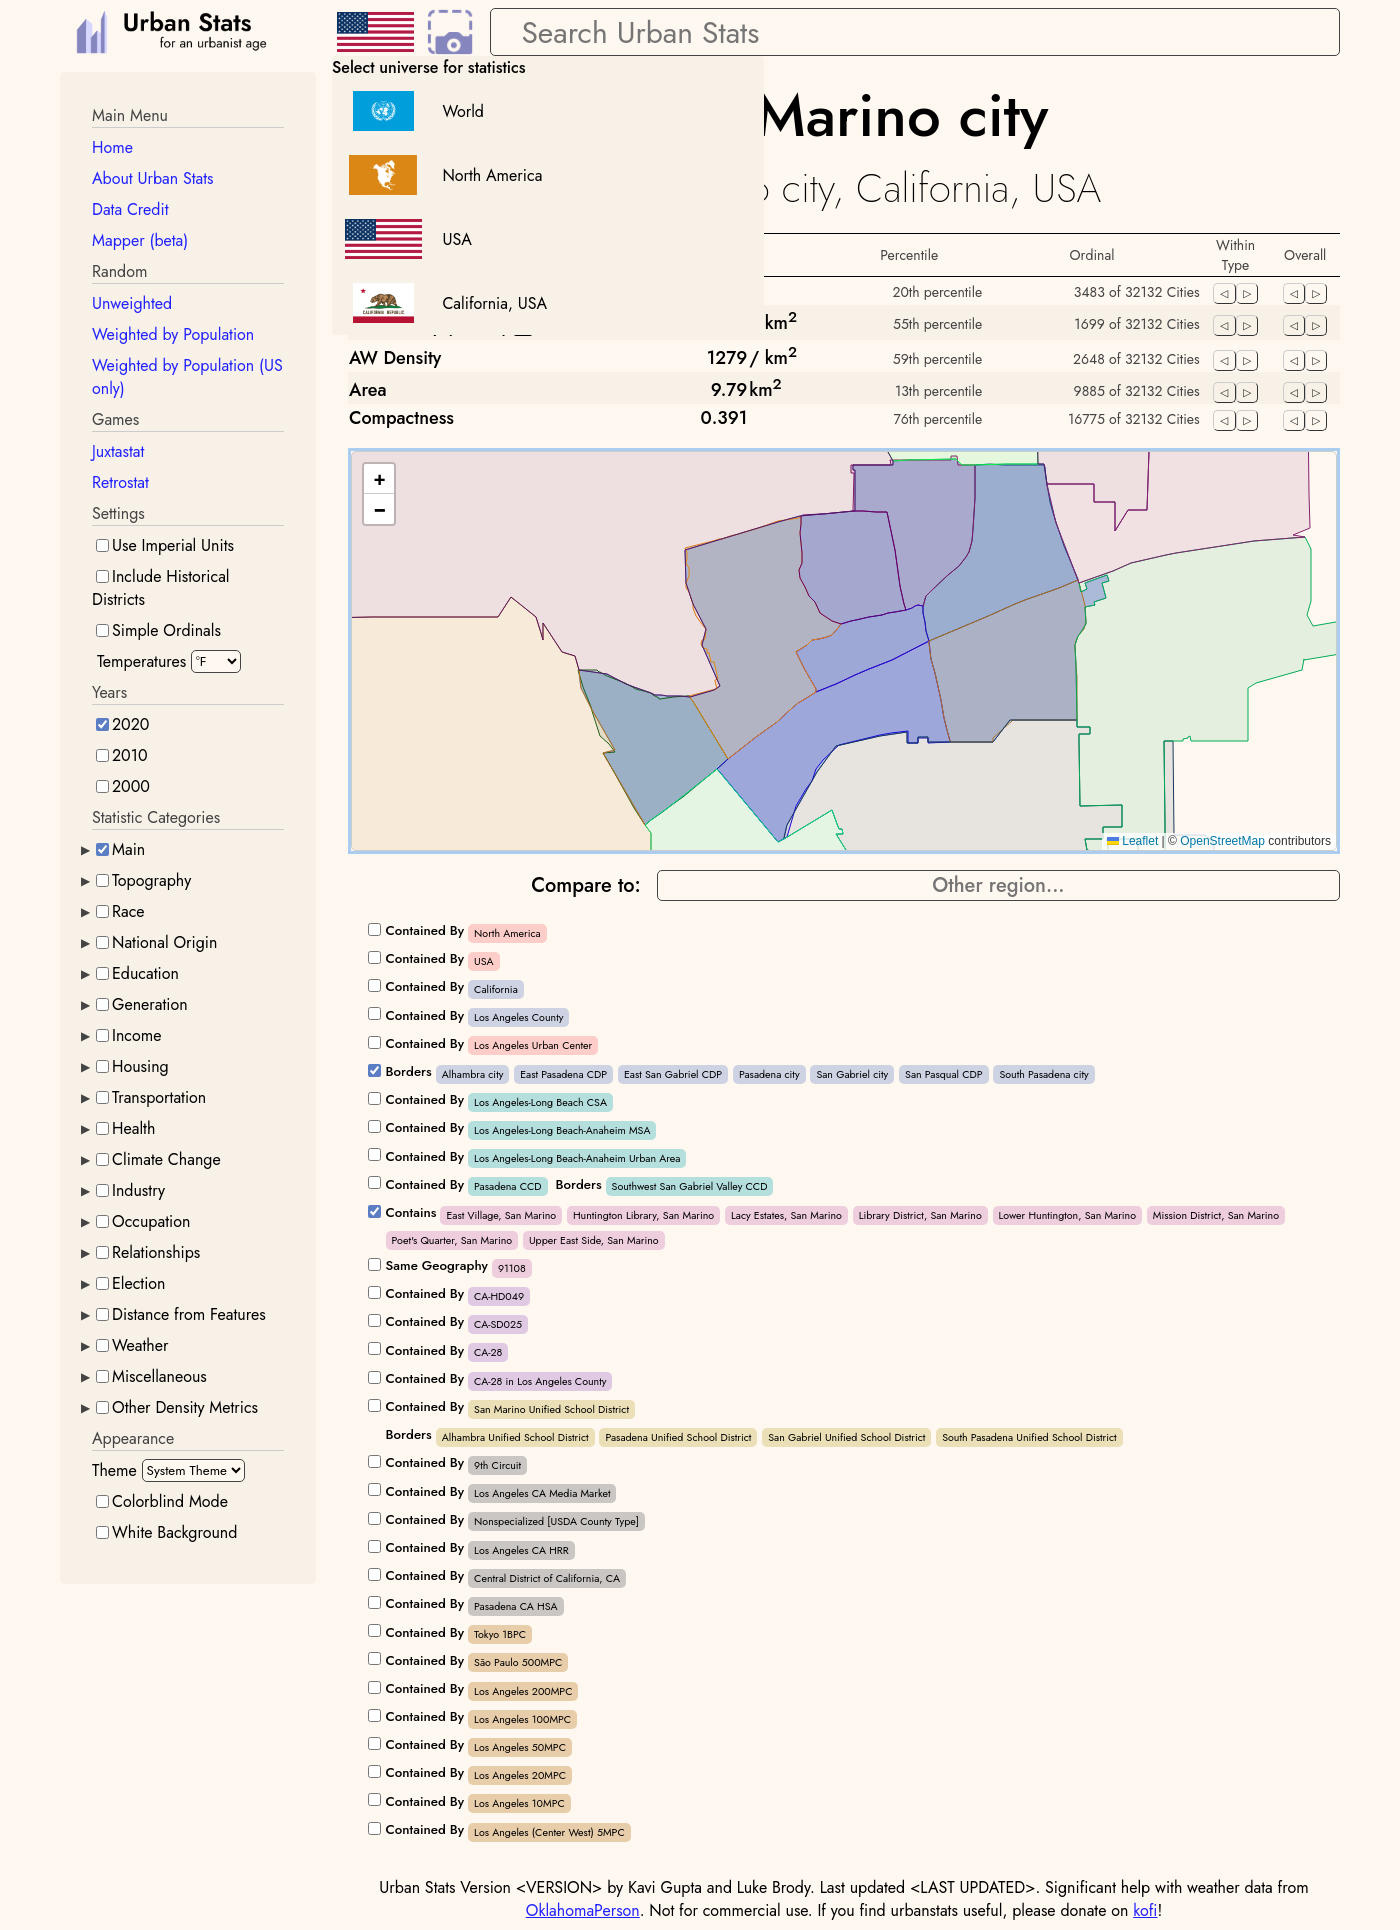 Urban Stats
for an urbanist age
Search Urban Stats
Select universe for statistics
World
North America
USA
California, USA
Marino city
city, California, USA
Main Menu
Home
About Urban Stats
Data Credit
Mapper (beta)
Random
Unweighted
Weighted by Population
Weighted by Population (US
only)
Games
Juxtastat
Retrostat
Settings
Use Imperial Units
Include Historical
Districts
Simple Ordinals
Temperatures °F
Years
2020
2010
2000
Statistic Categories
Main
Topography
Race
National Origin
Education
Generation
Income
Housing
Transportation
Health
Climate Change
Industry
Occupation
Relationships
Election
Distance from Features
Weather
Miscellaneous
Other Density Metrics
Appearance
Theme System Theme
Colorblind Mode
White Background
Percentile Ordinal Within Type Overall
20th percentile 3483 of 32132 Cities
km² 55th percentile 1699 of 32132 Cities
AW Density 1279 / km² 59th percentile 2648 of 32132 Cities
Area 9.79 km² 13th percentile 9885 of 32132 Cities
Compactness 0.391 76th percentile 16775 of 32132 Cities
+
−
Leaflet | © OpenStreetMap contributors
Compare to: Other region...
Contained By North America
Contained By USA
Contained By California
Contained By Los Angeles County
Contained By Los Angeles Urban Center
Borders Alhambra city East Pasadena CDP East San Gabriel CDP Pasadena city San Gabriel city San Pasqual CDP South Pasadena city
Contained By Los Angeles-Long Beach CSA
Contained By Los Angeles-Long Beach-Anaheim MSA
Contained By Los Angeles-Long Beach-Anaheim Urban Area
Contained By Pasadena CCD Borders Southwest San Gabriel Valley CCD
Contains East Village, San Marino Huntington Library, San Marino Lacy Estates, San Marino Library District, San Marino Lower Huntington, San Marino Mission District, San Marino
Poet's Quarter, San Marino Upper East Side, San Marino
Same Geography 91108
Contained By CA-HD049
Contained By CA-SD025
Contained By CA-28
Contained By CA-28 in Los Angeles County
Contained By San Marino Unified School District
Borders Alhambra Unified School District Pasadena Unified School District San Gabriel Unified School District South Pasadena Unified School District
Contained By 9th Circuit
Contained By Los Angeles CA Media Market
Contained By Nonspecialized [USDA County Type]
Contained By Los Angeles CA HRR
Contained By Central District of California, CA
Contained By Pasadena CA HSA
Contained By Tokyo 1BPC
Contained By São Paulo 500MPC
Contained By Los Angeles 200MPC
Contained By Los Angeles 100MPC
Contained By Los Angeles 50MPC
Contained By Los Angeles 20MPC
Contained By Los Angeles 10MPC
Contained By Los Angeles (Center West) 5MPC
Urban Stats Version <VERSION> by Kavi Gupta and Luke Brody. Last updated <LAST UPDATED>. Significant help with weather data from
OklahomaPerson. Not for commercial use. If you find urbanstats useful, please donate on kofi!